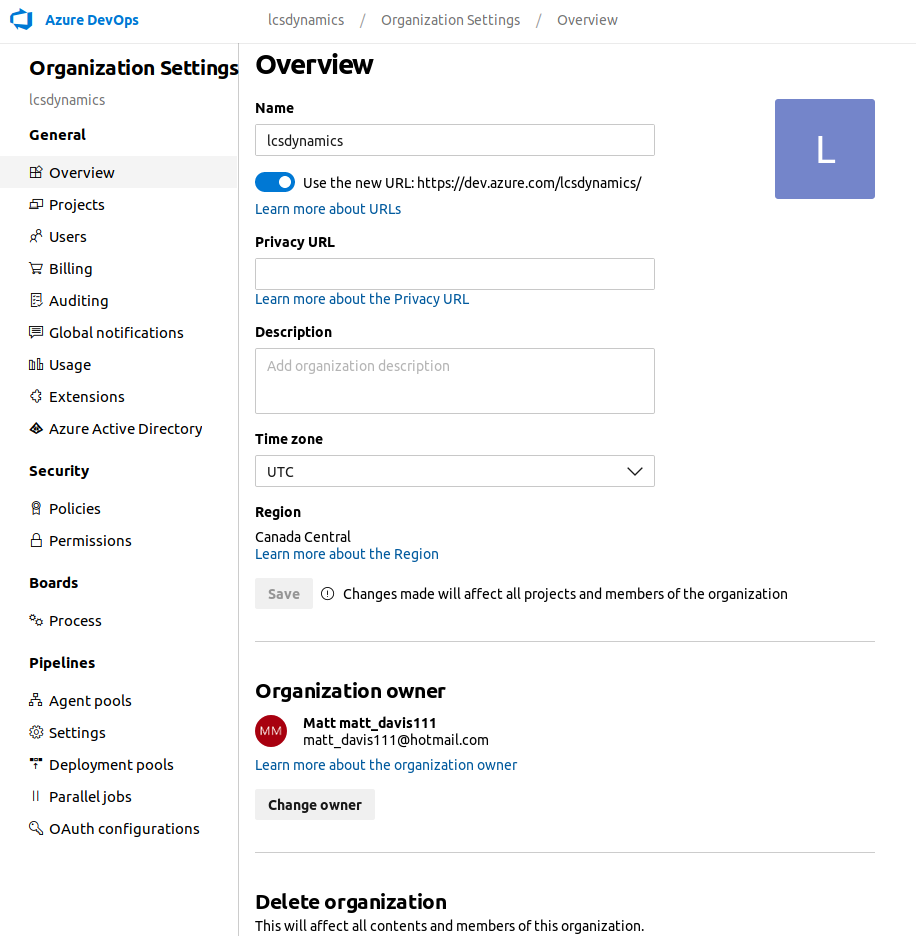 Azure DevOps
lcsdynamics / Organization Settings / Overview
Organization Settings
lcsdynamics
General
Overview
Projects
Users
Billing
Auditing
Global notifications
Usage
Extensions
Azure Active Directory
Security
Policies
Permissions
Boards
Process
Pipelines
Agent pools
Settings
Deployment pools
Parallel jobs
OAuth configurations
Overview
Name
lcsdynamics
L
Use the new URL: https://dev.azure.com/lcsdynamics/
Learn more about URLs
Privacy URL
Learn more about the Privacy URL
Description
Add organization description
Time zone
UTC
Region
Canada Central
Learn more about the Region
Save
Changes made will affect all projects and members of the organization
Organization owner
MM
Matt matt_davis111
matt_davis111@hotmail.com
Learn more about the organization owner
Change owner
Delete organization
This will affect all contents and members of this organization.